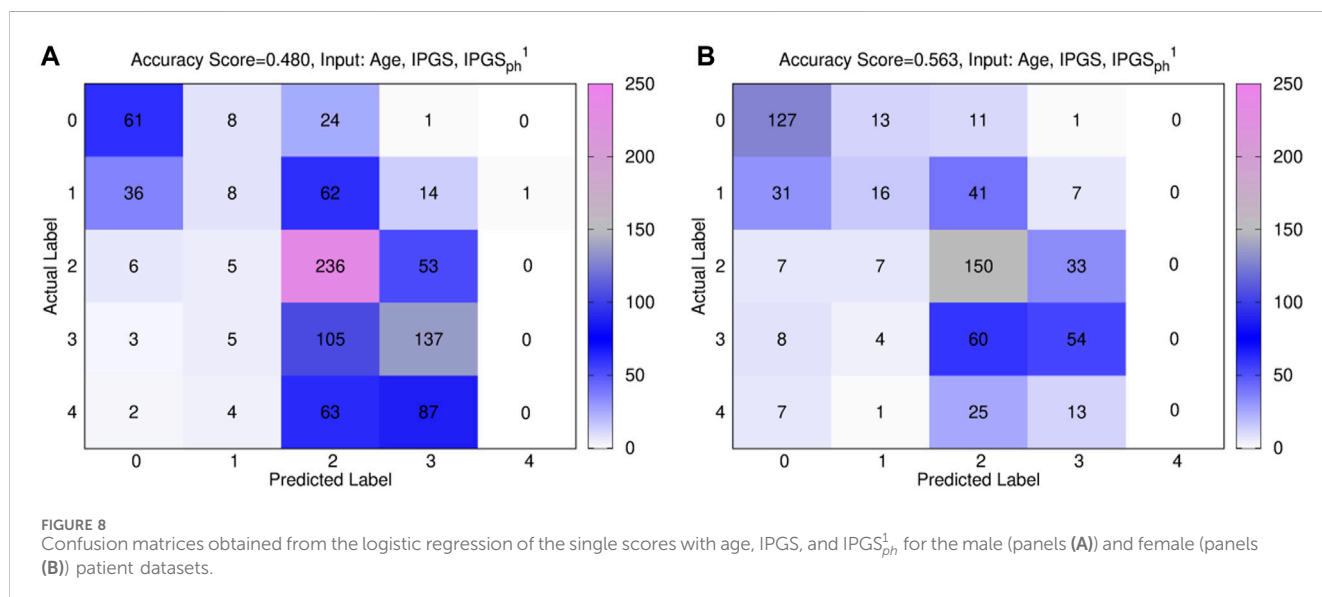 A
Accuracy Score=0.480, Input: Age, IPGS, IPGSph1
Actual Label
0 61 8 24 1 0
1 36 8 62 14 1
2 6 5 236 53 0
3 3 5 105 137 0
4 2 4 63 87 0
0 1 2 3 4
Predicted Label
250
200
150
100
50
0
B
Accuracy Score=0.563, Input: Age, IPGS, IPGSph1
Actual Label
0 127 13 11 1 0
1 31 16 41 7 0
2 7 7 150 33 0
3 8 4 60 54 0
4 7 1 25 13 0
0 1 2 3 4
Predicted Label
250
200
150
100
50
0
FIGURE 8
Confusion matrices obtained from the logistic regression of the single scores with age, IPGS, and IPGS1ph for the male (panels (A)) and female (panels
(B)) patient datasets.